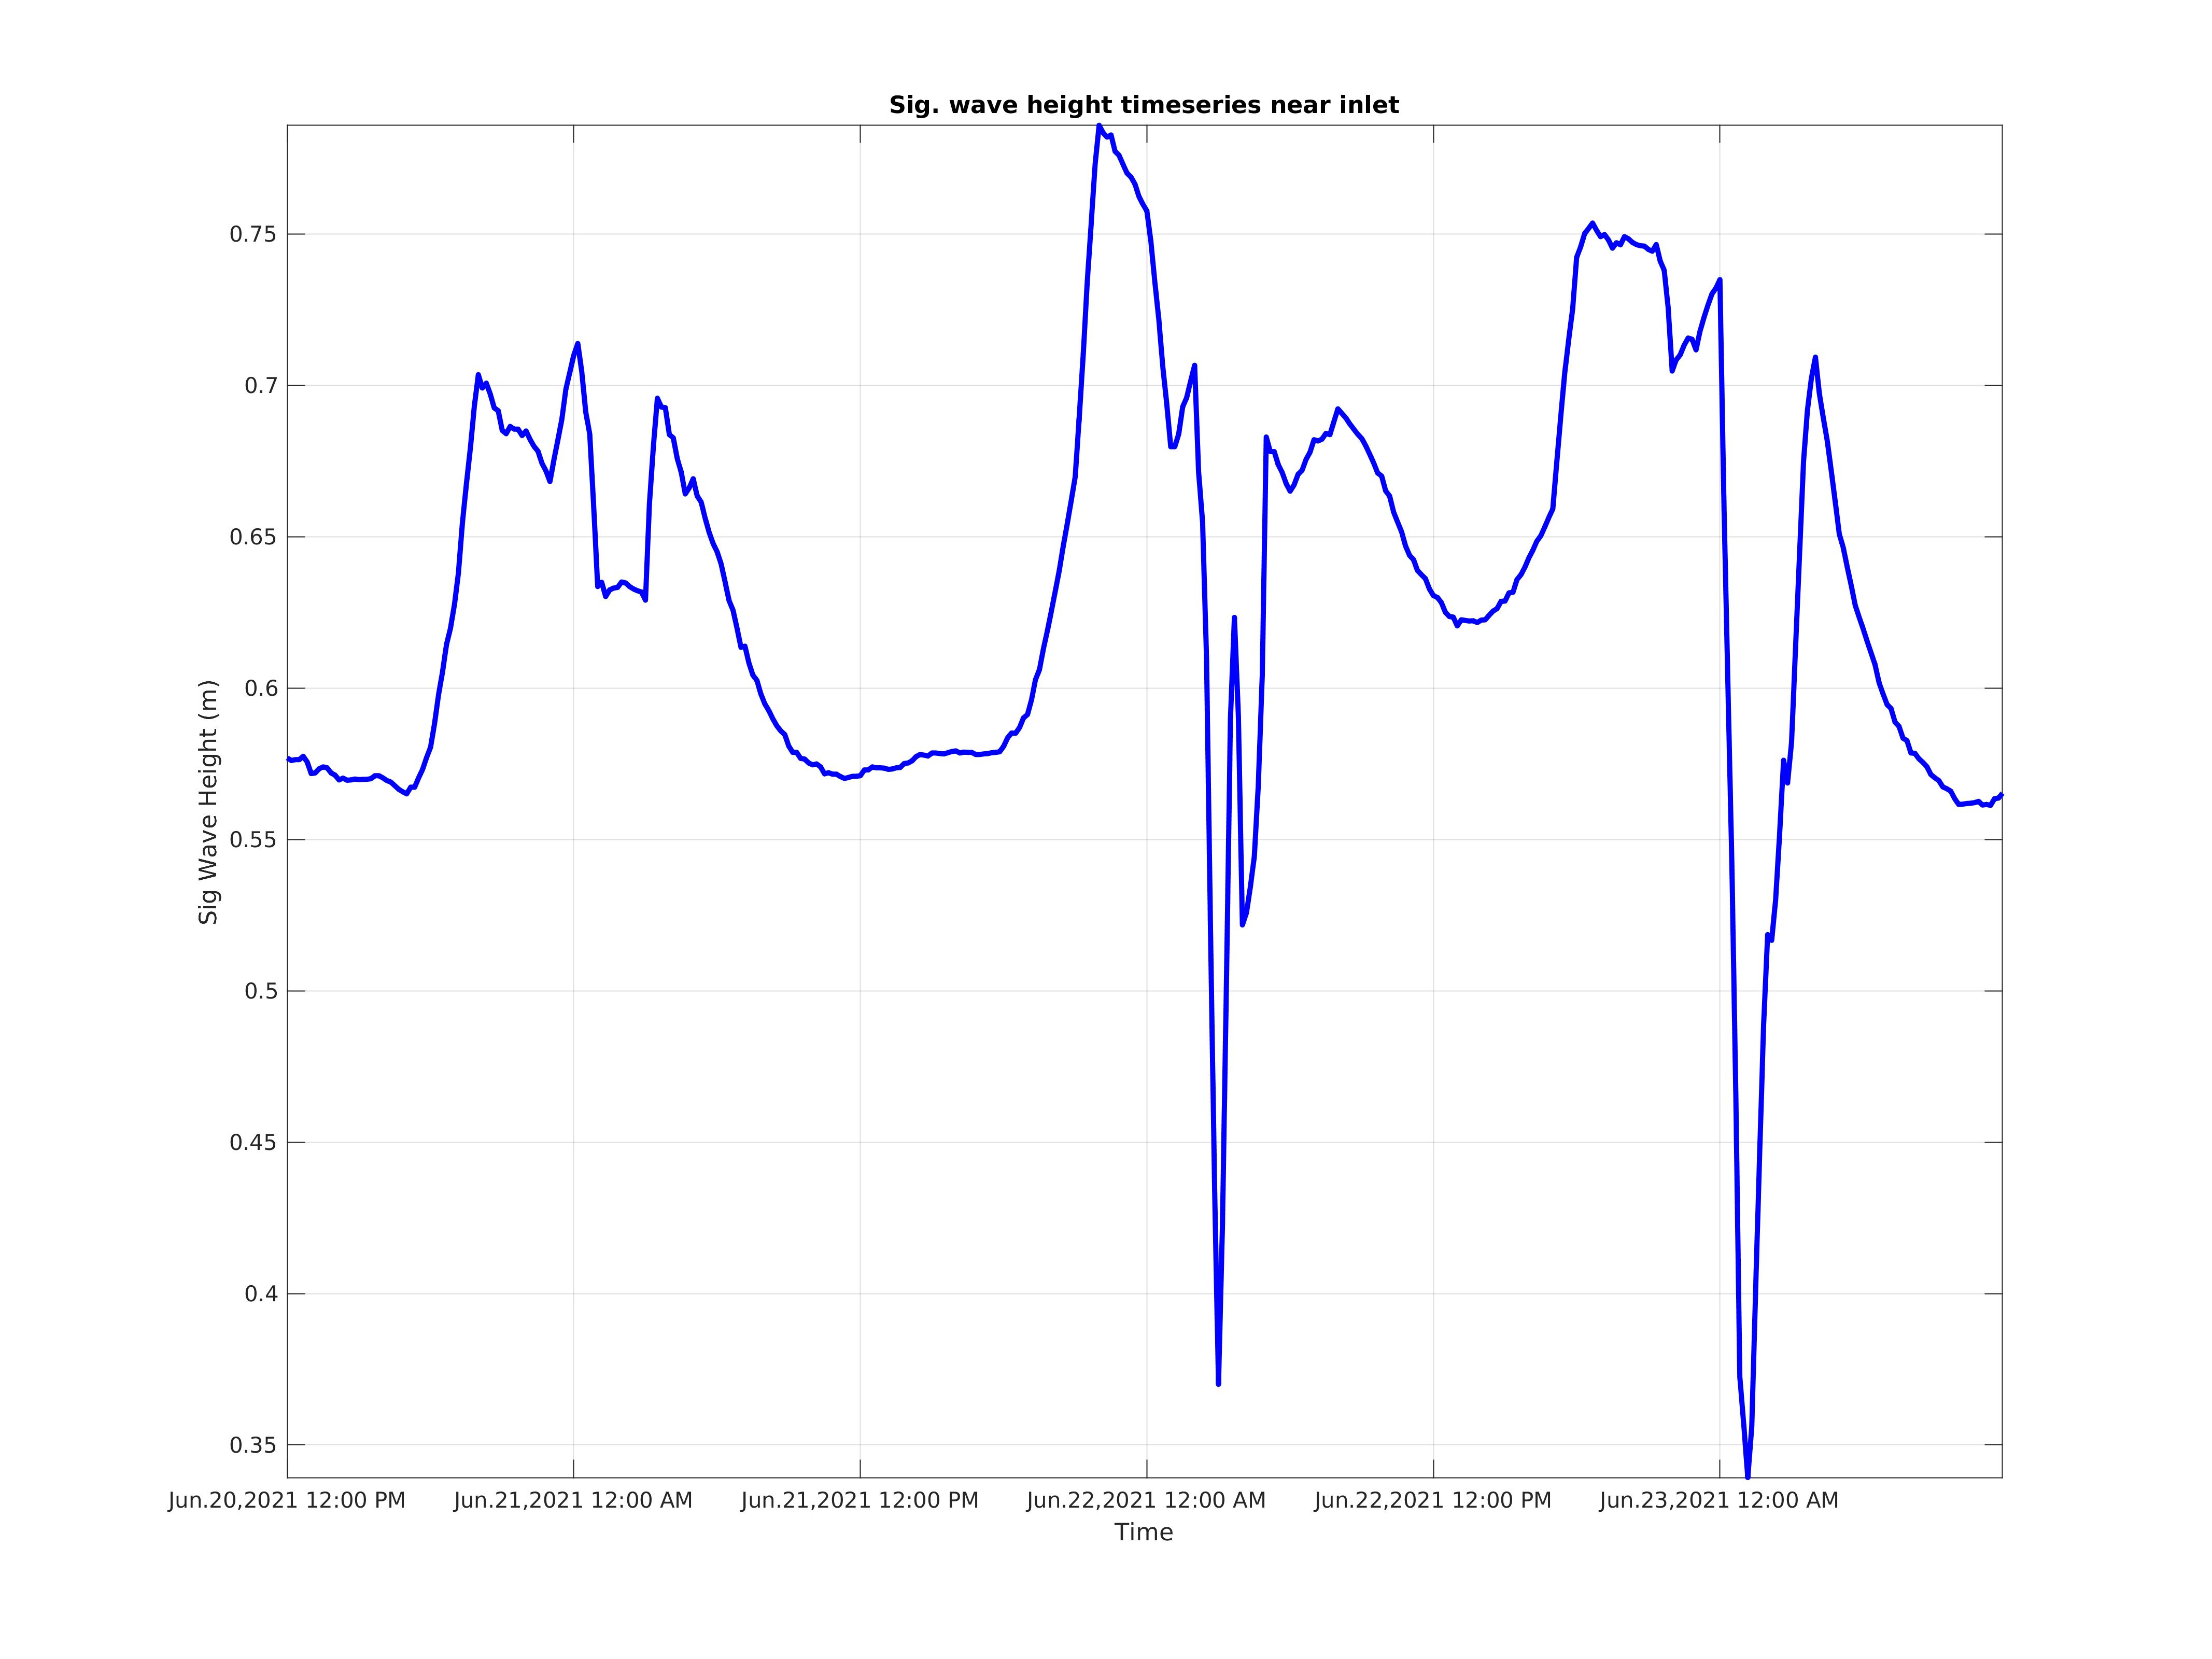 Sig. wave height timeseries near inlet
0.75
0.7
0.65
0.6
0.55
0.5
0.45
0.4
0.35
Sig Wave Height (m)
Jun.20,2021 12:00 PM
Jun.21,2021 12:00 AM
Jun.21,2021 12:00 PM
Jun.22,2021 12:00 AM
Jun.22,2021 12:00 PM
Jun.23,2021 12:00 AM
Time